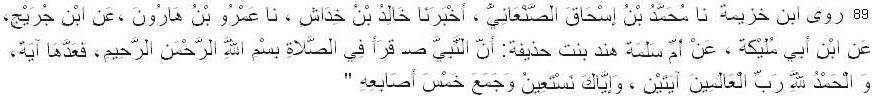 89 روى ابن خزيمة نا مُحَمَّدُ بْنُ إِسْحَاقَ الصَّنْعَانِيُّ ، أَخْبَرَنَا خَالِدُ بْنُ خِدَاشٍ ، نا عَمْرُو بْنُ هَارُونَ ، عَنِ ابْنِ جُرَيْجٍ،
عَنِ ابْنِ أَبِي مُلَيْكَة ، عَنْ أُمِّ سَلَمَة هند بنت حذيفة: أَنَّ النَّبِيَّ صـ قَرَأَ فِي الصَّلَاةِ بِسْمِ اللَّهِ الرَّحْمَنِ الرَّحِيمِ، فَعَدَّهَا آيَةً،
وَ الْحَمْدُ لِلَّهِ رَبِّ الْعَالَمِينَ آيَتَيْنِ ، وَإِيَّاكَ نَسْتَعِينُ وَجَمَعَ خَمْسَ أَصَابِعِهِ "